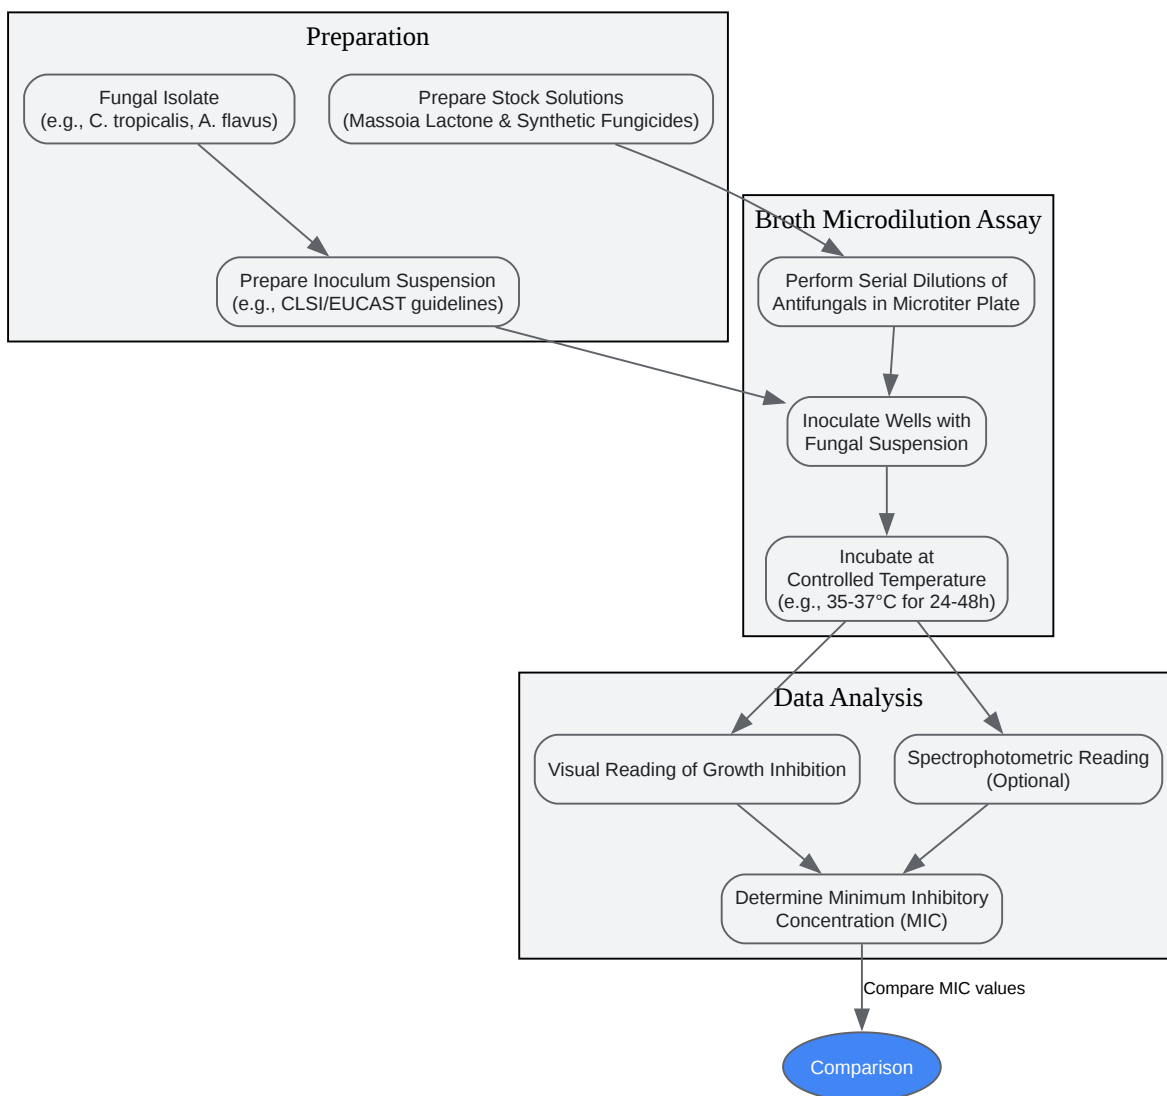 Preparation
Fungal Isolate
(e.g., C. tropicalis, A. flavus)
Prepare Stock Solutions
(Massoia Lactone & Synthetic Fungicides)
Prepare Inoculum Suspension
(e.g., CLSI/EUCAST guidelines)
Broth Microdilution Assay
Perform Serial Dilutions of
Antifungals in Microtiter Plate
Inoculate Wells with
Fungal Suspension
Incubate at
Controlled Temperature
(e.g., 35-37°C for 24-48h)
Data Analysis
Visual Reading of Growth Inhibition
Spectrophotometric Reading
(Optional)
Determine Minimum Inhibitory
Concentration (MIC)
Compare MIC values
Comparison